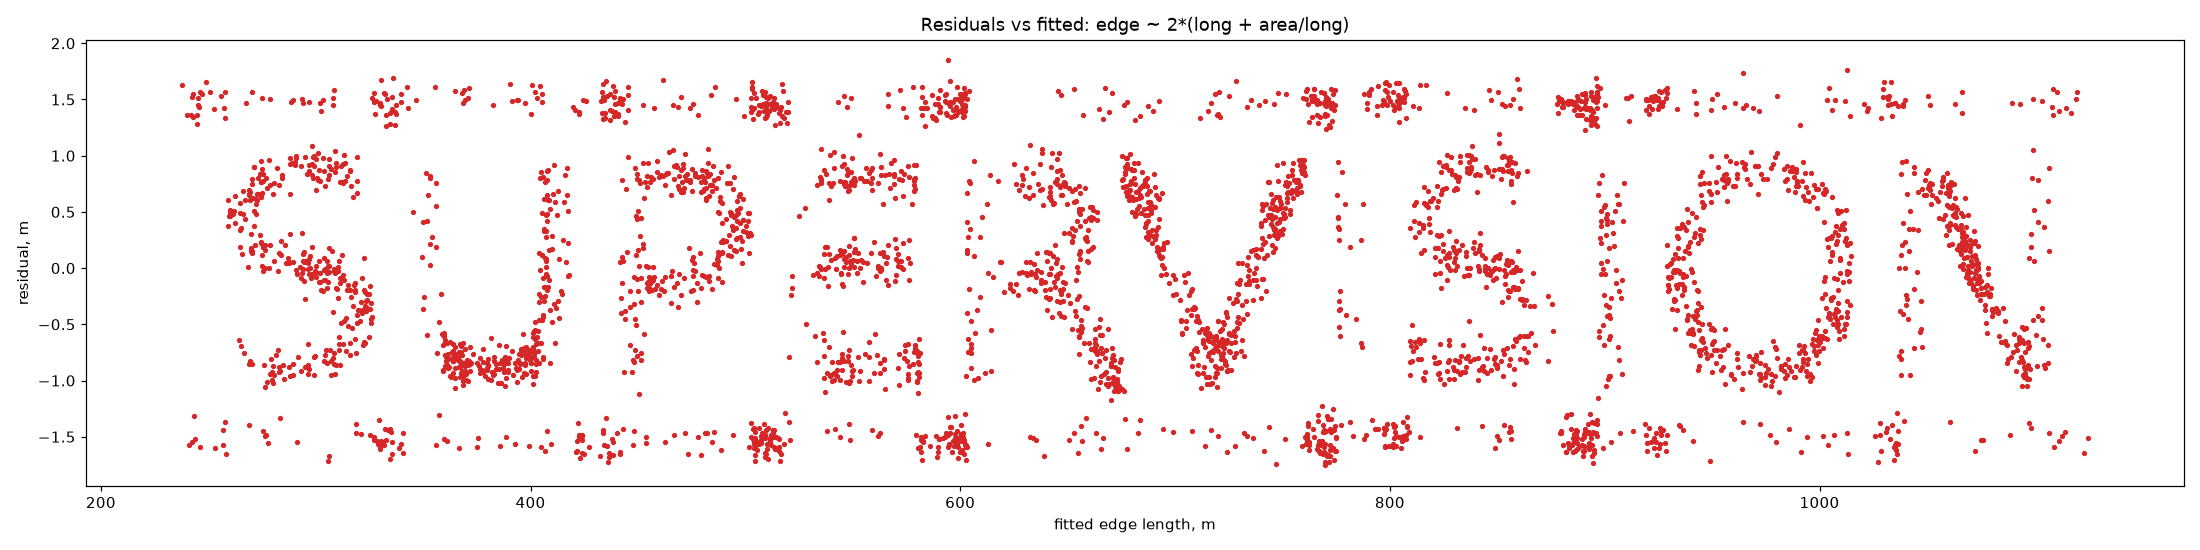 Residuals vs fitted: edge ~ 2*(long + area/long)
SUPERVISION
residual, m
2.0
1.5
1.0
0.5
0.0
−0.5
−1.0
−1.5
200 400 600 800 1000
fitted edge length, m